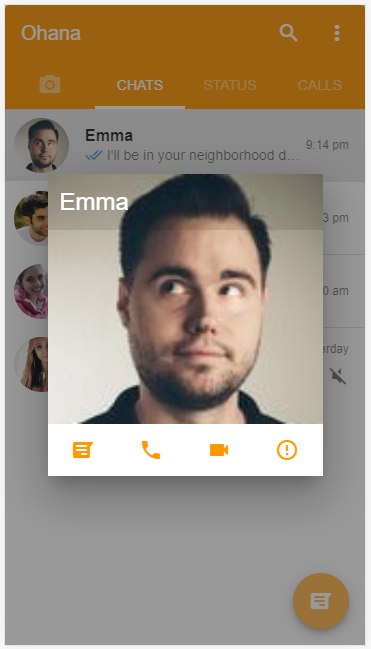 Ohana
CHATS STATUS CALLS
Emma
I'll be in your neighborhood d...
9:14 pm
Emma
3 pm
0 am
erday